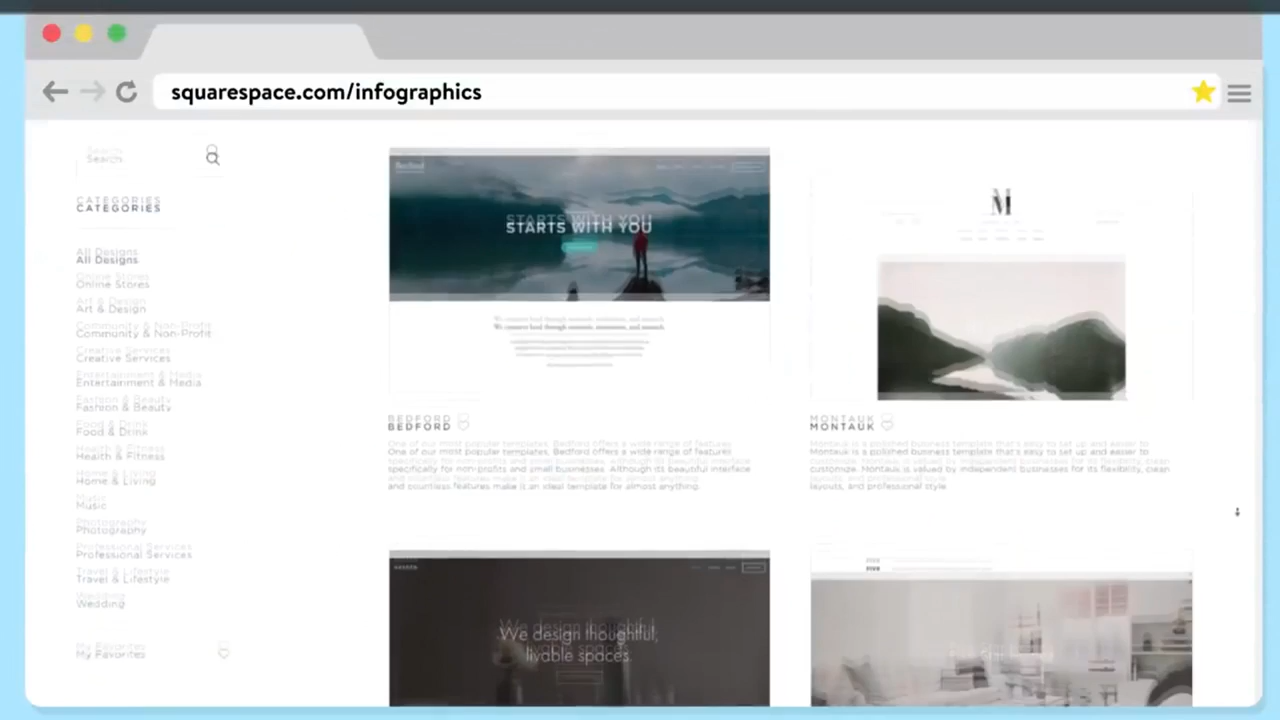 squarespace.com/infographics
Search
CATEGORIES
All Designs
Online Stores
Art & Design
Community & Non-Profit
Creative Services
Entertainment & Media
Fashion & Beauty
Food & Drink
Health & Fitness
Home & Living
Music
Photography
Professional Services
Travel & Lifestyle
Wedding
My Favorites
STARTS WITH YOU
BEDFORD
One of our most popular templates, Bedford offers a wide range of features
specifically for non-profits and small businesses. Although its beautiful interface
and countless features make is an ideal template for almost anything.
M
MONTAUK
Montauk is a polished business template that's easy to set up and easier to
customize. Montauk is valued by independent businesses for its flexibility, clean
layouts, and professional style.
We design thoughtful,
livable spaces.
FIVE